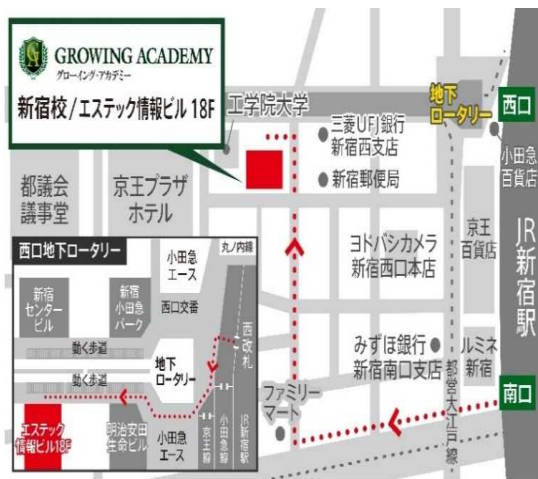 GROWING ACADEMY
グローイング・アカデミー
新宿校/エステック情報ビル 18F
工学院大学
三菱UFJ銀行
新宿西支店
新宿郵便局
地下
ロータリー
西口
小田急
百貨店
都議会
議事堂
京王プラザ
ホテル
ヨドバシカメラ
新宿西口本店
京王
百貨店
JR新宿駅
みずほ銀行
新宿南口支店
ルミネ
新宿
都営大江戸線
南口
ファミリー
マート
西口地下ロータリー
小田急
エース
丸ノ内線
新宿
センター
ビル
新宿
小田急
パーク
西口交番
西改札
動く歩道
地下
ロータリー
動く歩道
エステック
情報ビル18F
明治安田
生命ビル
小田急
エース
京王線
小田急線
JR新宿駅